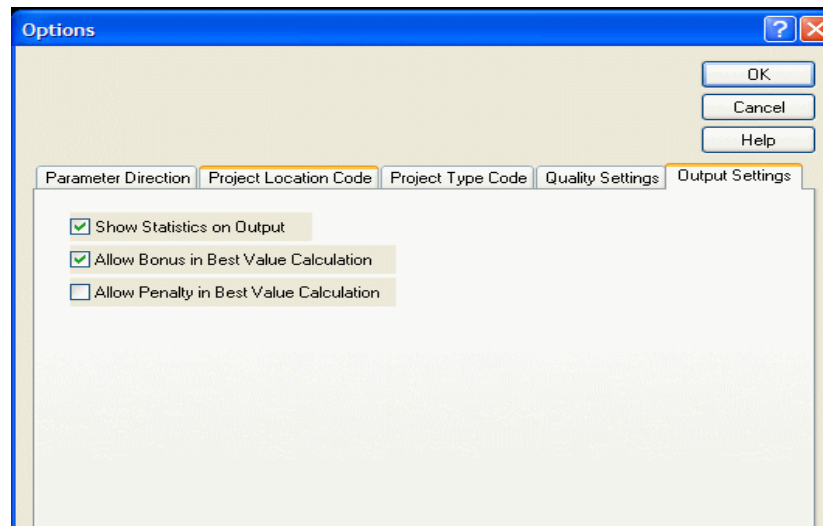 Options
OK
Cancel
Help
Parameter Direction Project Location Code Project Type Code Quality Settings Output Settings
Show Statistics on Output
Allow Bonus in Best Value Calculation
Allow Penalty in Best Value Calculation